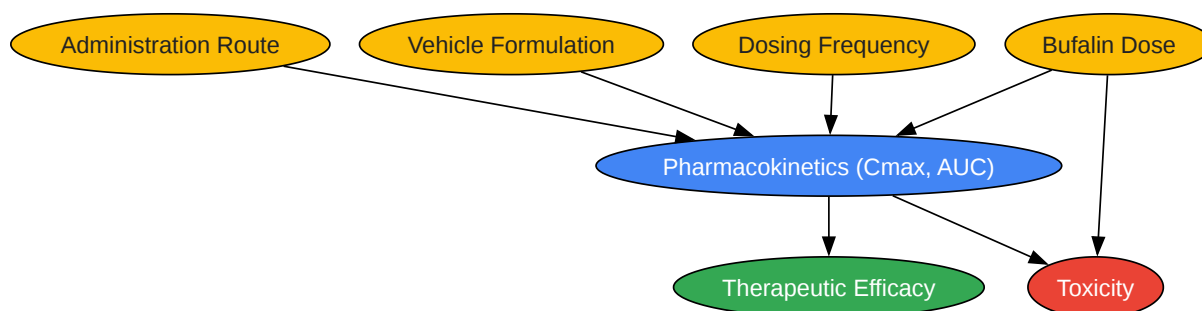 Administration Route
Vehicle Formulation
Dosing Frequency
Bufalin Dose
Pharmacokinetics (Cmax, AUC)
Therapeutic Efficacy
Toxicity